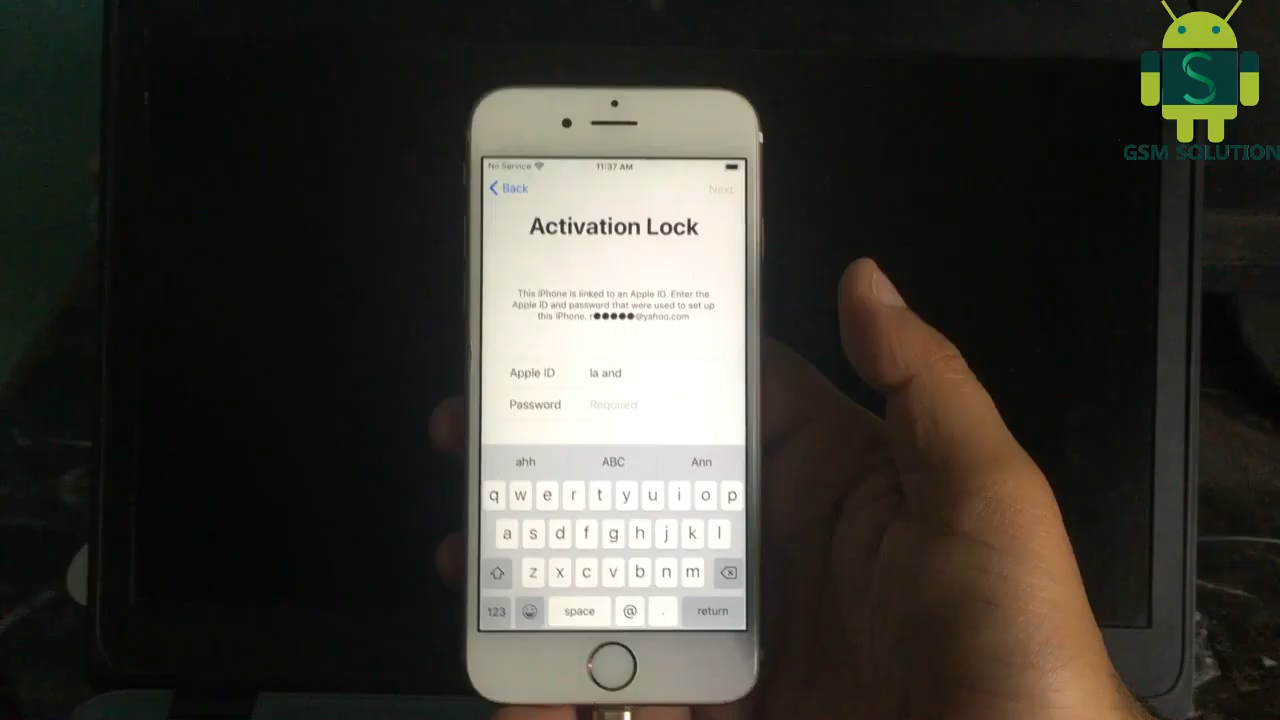 GSM SOLUTION
No Service 11:37 AM
Back Next
Activation Lock
This iPhone is linked to an Apple ID. Enter the
Apple ID and password that were used to set up
this iPhone. r●●●●●@yahoo.com
Apple ID la and
Password Required
ahh ABC Ann
q w e r t y u i o p
a s d f g h j k l
z x c v b n m
123 space @ . return